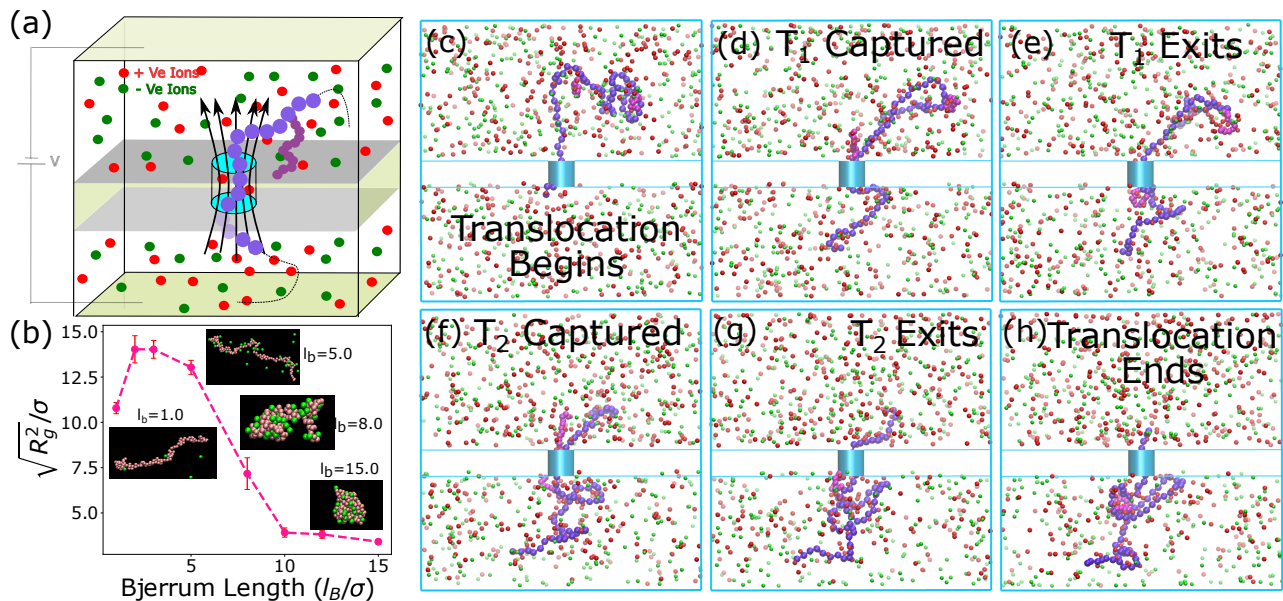 (a)
+ Ve Ions
- Ve Ions
V
(b)
15.0
12.5
10.0
7.5
5.0
√R_g^2/σ
l_b=5.0
l_b=1.0
l_b=8.0
l_b=15.0
5
10
15
Bjerrum Length (l_B/σ)
(c)
Translocation
Begins
(d) T_1 Captured
(e) T_1 Exits
(f) T_2 Captured
(g) T_2 Exits
(h) Translocation
Ends